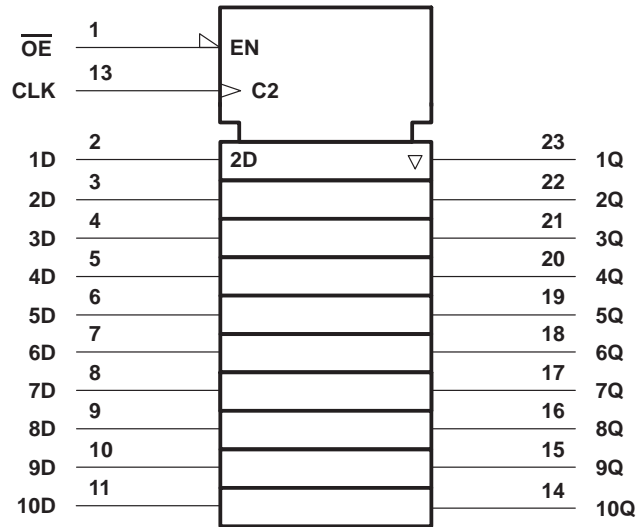 1
OE EN
13
CLK C2
2 23
1D 2D 1Q
3 22
2D 2Q
4 21
3D 3Q
5 20
4D 4Q
6 19
5D 5Q
7 18
6D 6Q
8 17
7D 7Q
9 16
8D 8Q
10 15
9D 9Q
11 14
10D 10Q